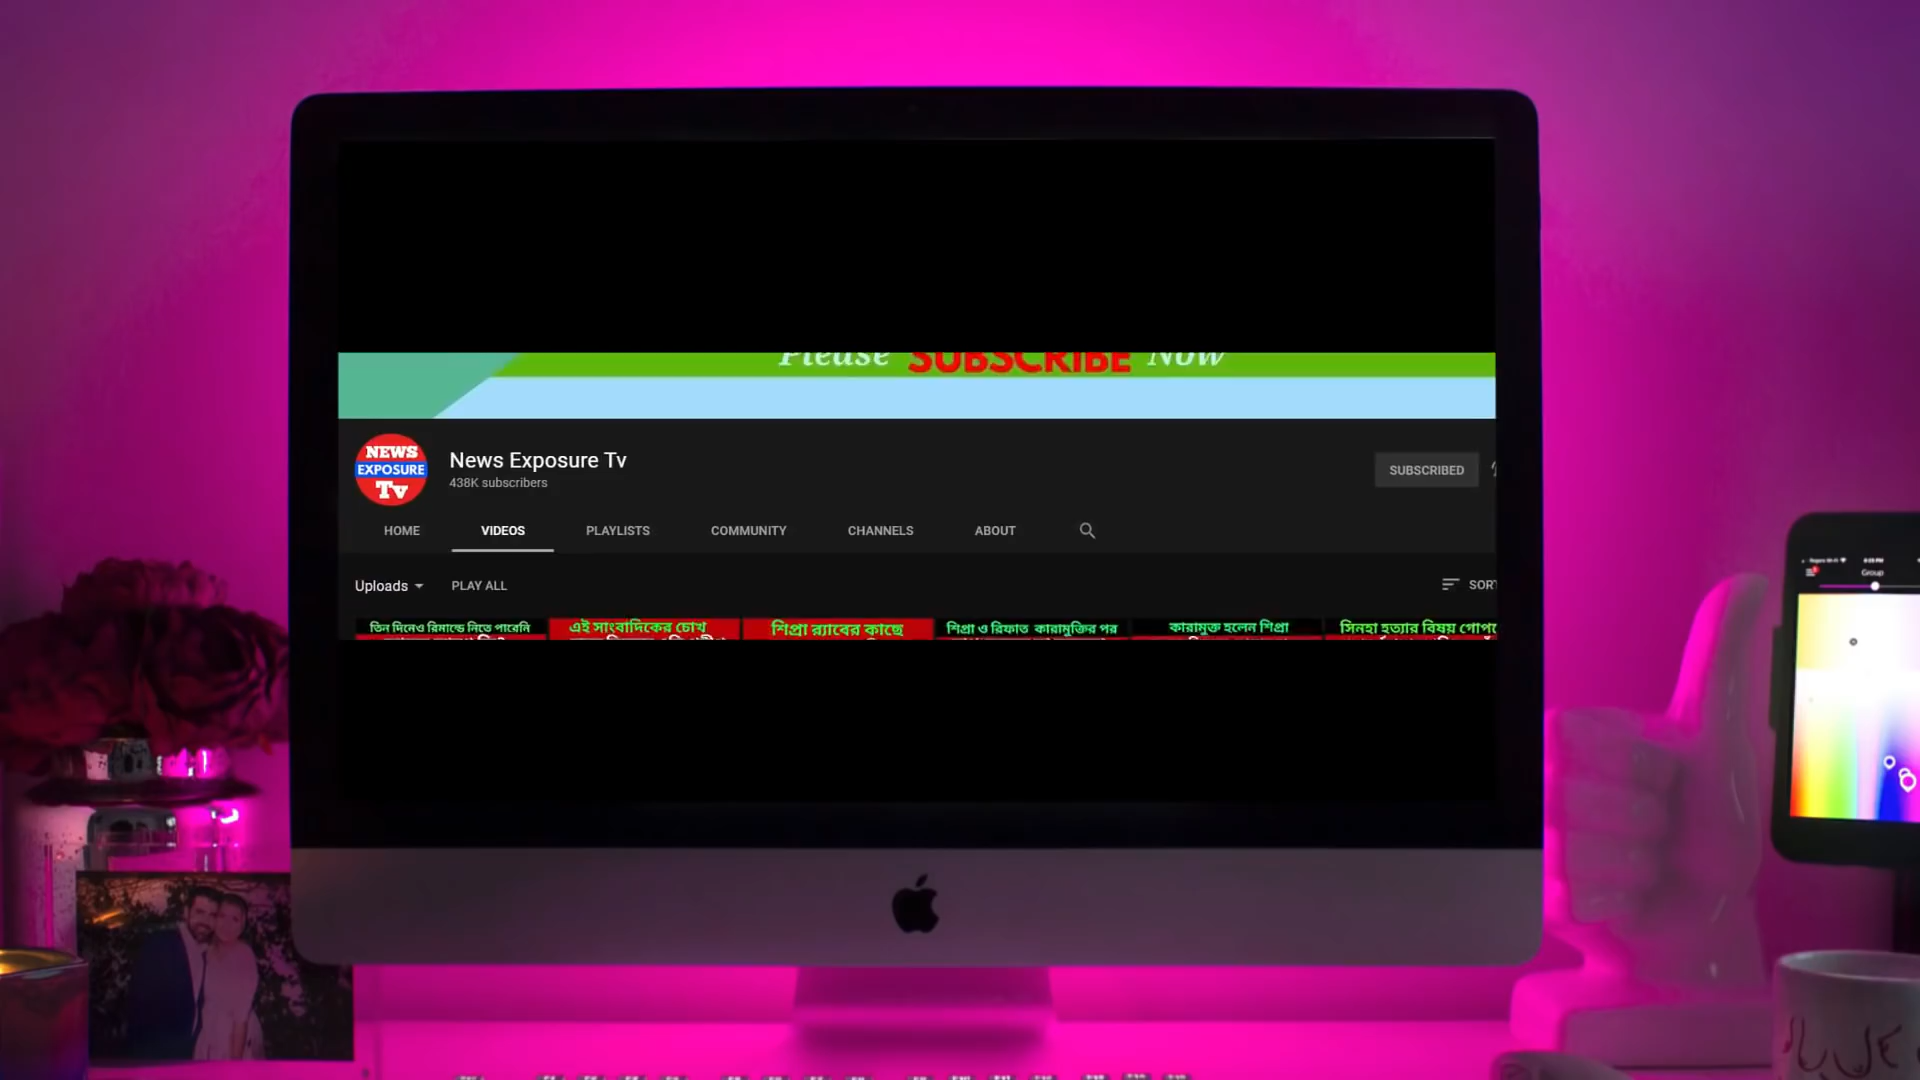 Please SUBSCRIBE Now
NEWS
EXPOSURE
Tv
News Exposure Tv
438K subscribers
SUBSCRIBED
HOME VIDEOS PLAYLISTS COMMUNITY CHANNELS ABOUT
Uploads PLAY ALL
SORT
তিন দিনেও রিমান্ডে নিতে পারেনি
এই সাংবাদিকের চোখ
শিপ্রা র‍্যাবের কাছে
শিপ্রা ও রিফাত কারামুক্তির পর
কারামুক্ত হলেন শিপ্রা
সিনহা হত্যার বিষয়
Group